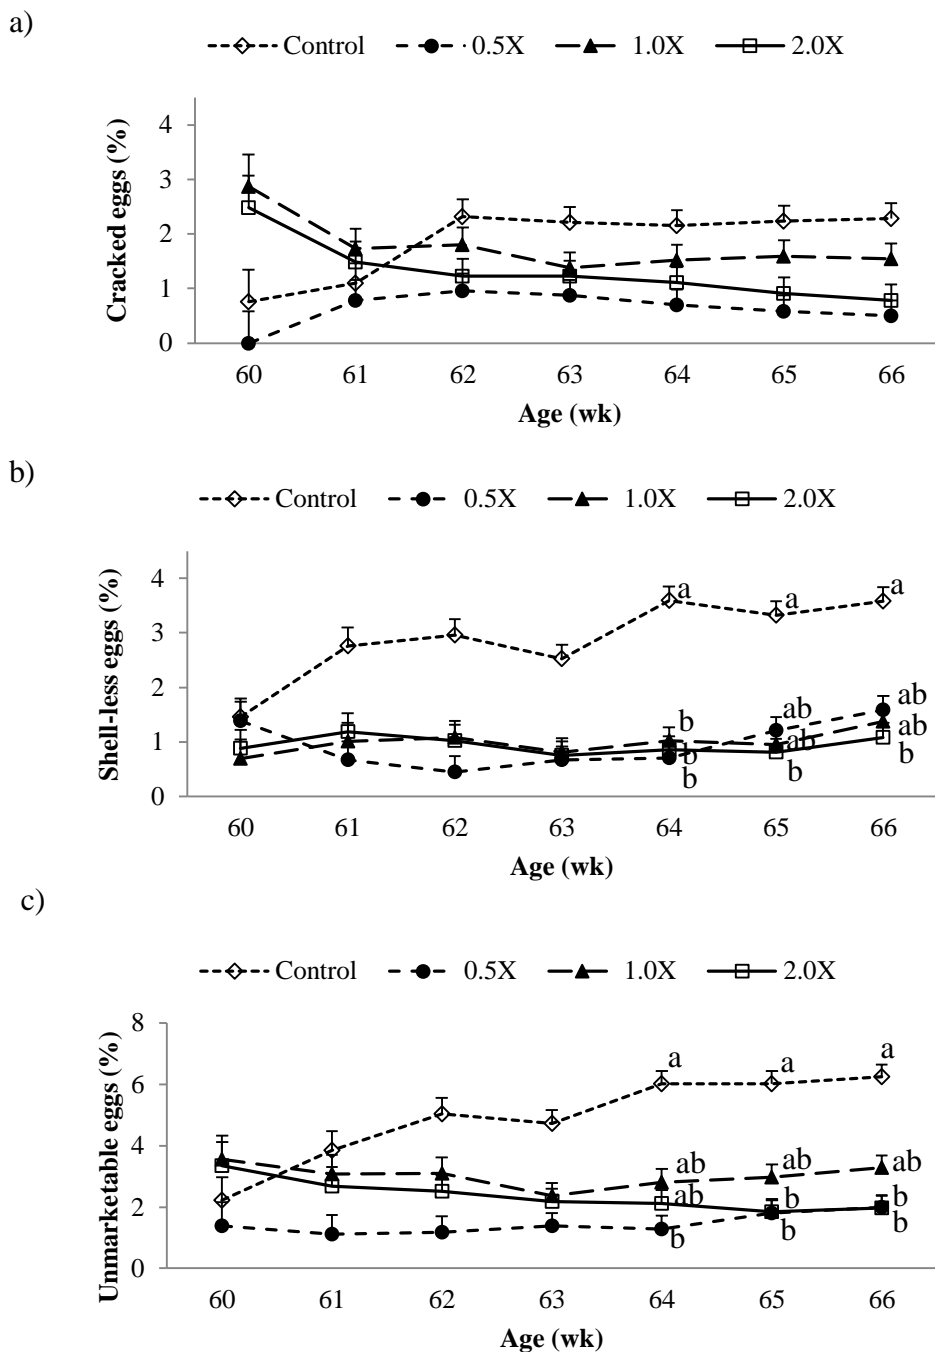 a)
Control 0.5X 1.0X 2.0X
Cracked eggs (%)
4
3
2
1
0
60 61 62 63 64 65 66
Age (wk)
b)
Control 0.5X 1.0X 2.0X
Shell-less eggs (%)
4
3
2
1
0
a a a
b ab ab
b ab ab
b b b
60 61 62 63 64 65 66
Age (wk)
c)
Control 0.5X 1.0X 2.0X
Unmarketable eggs (%)
8
6
4
2
0
a a a
ab ab ab
ab b b
b b b
60 61 62 63 64 65 66
Age (wk)